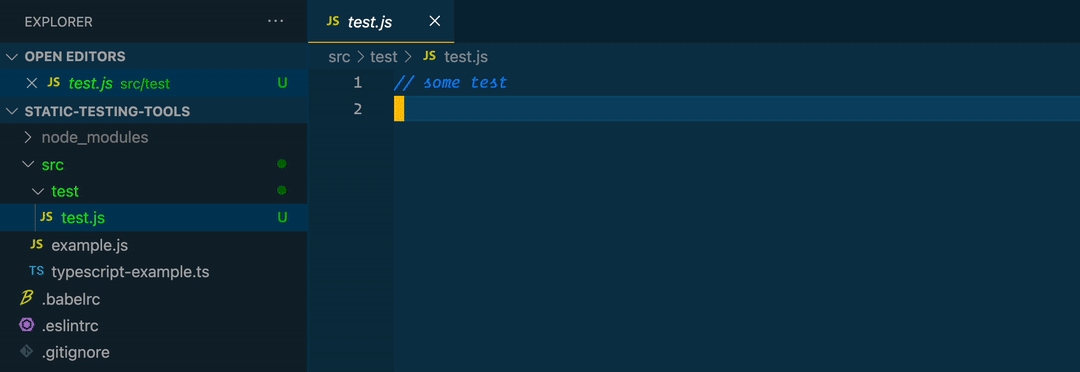 EXPLORER ...
OPEN EDITORS
JS test.js src/test U
STATIC-TESTING-TOOLS
node_modules
src
test
JS test.js U
JS example.js
TS typescript-example.ts
.babelrc
.eslintrc
.gitignore
JS test.js
src > test > JS test.js
1 // some test
2